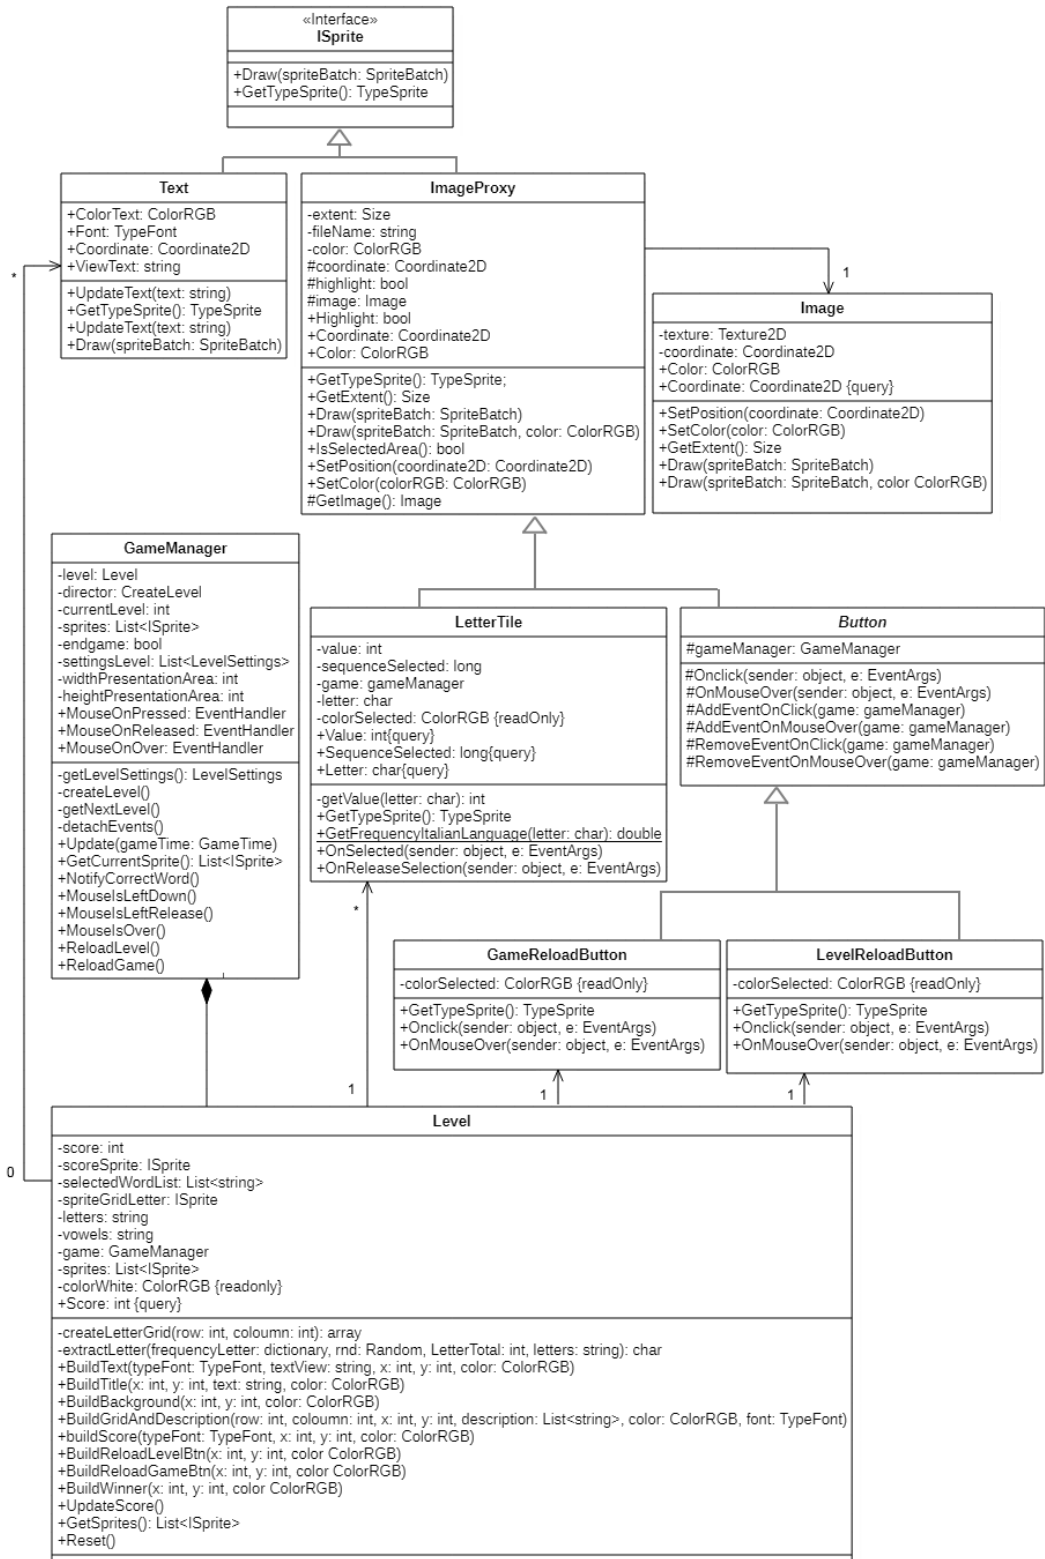 «Interface»
ISprite
+Draw(spriteBatch: SpriteBatch)
+GetTypeSprite(): TypeSprite
Text
+ColorText: ColorRGB
+Font: TypeFont
+Coordinate: Coordinate2D
+ViewText: string
+UpdateText(text: string)
+GetTypeSprite(): TypeSprite
+UpdateText(text: string)
+Draw(spriteBatch: SpriteBatch)
*
ImageProxy
-extent: Size
-fileName: string
-color: ColorRGB
#coordinate: Coordinate2D
#highlight: bool
#image: Image
+Highlight: bool
+Coordinate: Coordinate2D
+Color: ColorRGB
+GetTypeSprite(): TypeSprite;
+GetExtent(): Size
+Draw(spriteBatch: SpriteBatch)
+Draw(spriteBatch: SpriteBatch, color: ColorRGB)
+IsSelectedArea(): bool
+SetPosition(coordinate2D: Coordinate2D)
+SetColor(colorRGB: ColorRGB)
#GetImage(): Image
1
Image
-texture: Texture2D
-coordinate: Coordinate2D
+Color: ColorRGB
+Coordinate: Coordinate2D {query}
+SetPosition(coordinate: Coordinate2D)
+SetColor(color: ColorRGB)
+GetExtent(): Size
+Draw(spriteBatch: SpriteBatch)
+Draw(spriteBatch: SpriteBatch, color ColorRGB)
GameManager
-level: Level
-director: CreateLevel
-currentLevel: int
-sprites: List<ISprite>
-endgame: bool
-settingsLevel: List<LevelSettings>
-widthPresentationArea: int
-heightPresentationArea: int
+MouseOnPressed: EventHandler
+MouseOnReleased: EventHandler
+MouseOnOver: EventHandler
-getLevelSettings(): LevelSettings
-createLevel()
-getNextLevel()
-detachEvents()
+Update(gameTime: GameTime)
+GetCurrentSprite(): List<ISprite>
+NotifyCorrectWord()
+MouseIsLeftDown()
+MouseIsLeftRelease()
+MouseIsOver()
+ReloadLevel()
+ReloadGame()
LetterTile
-value: int
-sequenceSelected: long
-game: gameManager
-letter: char
-colorSelected: ColorRGB {readOnly}
+Value: int{query}
+SequenceSelected: long{query}
+Letter: char{query}
-getValue(letter: char): int
+GetTypeSprite(): TypeSprite
+GetFrequencyItalianLanguage(letter: char): double
+OnSelected(sender: object, e: EventArgs)
+OnReleaseSelection(sender: object, e: EventArgs)
Button
#gameManager: GameManager
#Onclick(sender: object, e: EventArgs)
#OnMouseOver(sender: object, e: EventArgs)
#AddEventOnClick(game: gameManager)
#AddEventOnMouseOver(game: gameManager)
#RemoveEventOnClick(game: gameManager)
#RemoveEventOnMouseOver(game: gameManager)
*
GameReloadButton
-colorSelected: ColorRGB {readOnly}
+GetTypeSprite(): TypeSprite
+Onclick(sender: object, e: EventArgs)
+OnMouseOver(sender: object, e: EventArgs)
LevelReloadButton
-colorSelected: ColorRGB {readOnly}
+GetTypeSprite(): TypeSprite
+Onclick(sender: object, e: EventArgs)
+OnMouseOver(sender: object, e: EventArgs)
1
1
1
0
Level
-score: int
-scoreSprite: ISprite
-selectedWordList: List<string>
-spriteGridLetter: ISprite
-letters: string
-vowels: string
-game: GameManager
-sprites: List<ISprite>
-colorWhite: ColorRGB {readonly}
+Score: int {query}
-createLetterGrid(row: int, coloumn: int): array
-extractLetter(frequencyLetter: dictionary, rnd: Random, LetterTotal: int, letters: string): char
+BuildText(typeFont: TypeFont, textView: string, x: int, y: int, color: ColorRGB)
+BuildTitle(x: int, y: int, text: string, color: ColorRGB)
+BuildBackground(x: int, y: int, color: ColorRGB)
+BuildGridAndDescription(row: int, coloumn: int, x: int, y: int, description: List<string>, color: ColorRGB, font: TypeFont)
+buildScore(typeFont: TypeFont, x: int, y: int, color: ColorRGB)
+BuildReloadLevelBtn(x: int, y: int, color ColorRGB)
+BuildReloadGameBtn(x: int, y: int, color ColorRGB)
+BuildWinner(x: int, y: int, color ColorRGB)
+UpdateScore()
+GetSprites(): List<ISprite>
+Reset()